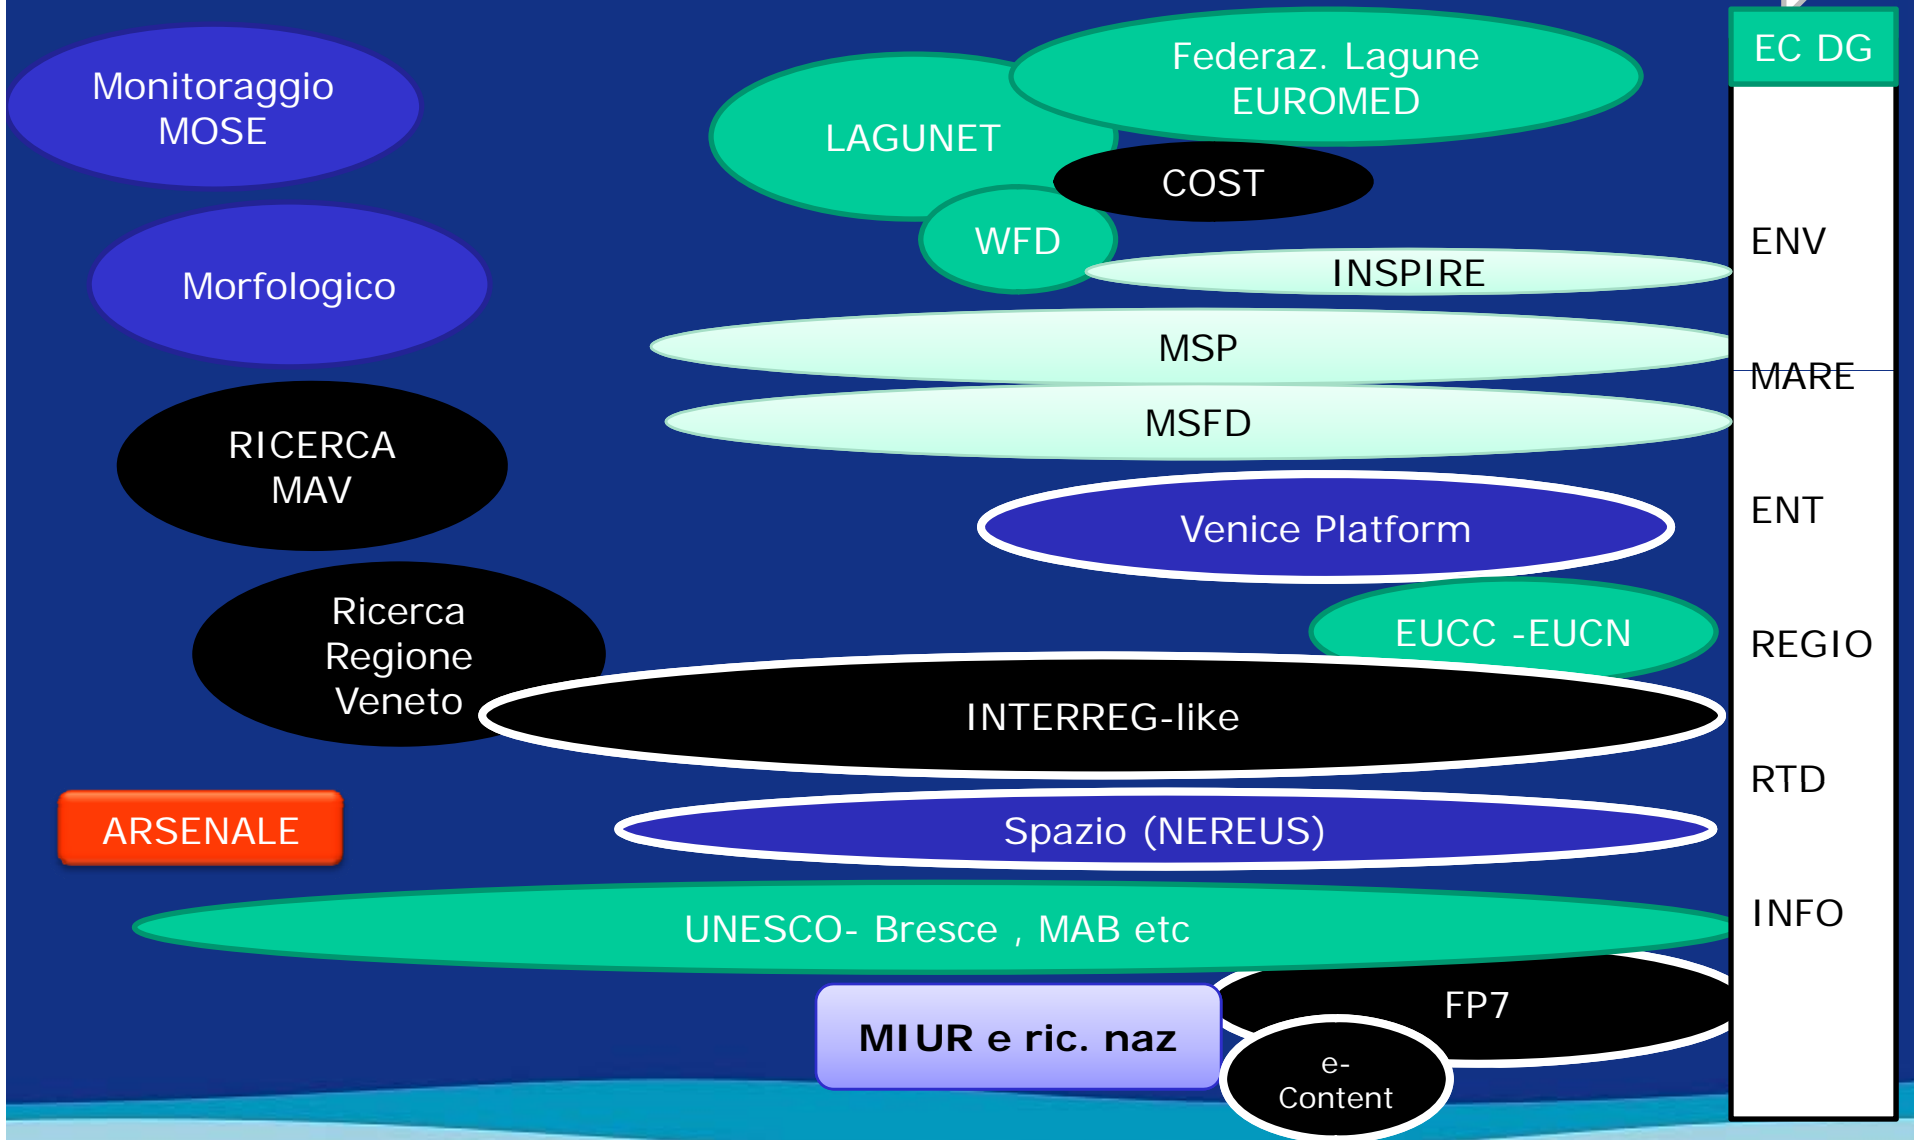 Monitoraggio
MOSE
Morfologico
RICERCA
MAV
Ricerca
Regione
Veneto
ARSENALE
Federaz. Lagune
EUROMED
LAGUNET
COST
WFD
INSPIRE
MSP
MSFD
Venice Platform
EUCC -EUCN
INTERREG-like
Spazio (NEREUS)
UNESCO- Bresce , MAB etc
MIUR e ric. naz
FP7
e-
Content
EC DG
ENV
MARE
ENT
REGIO
RTD
INFO